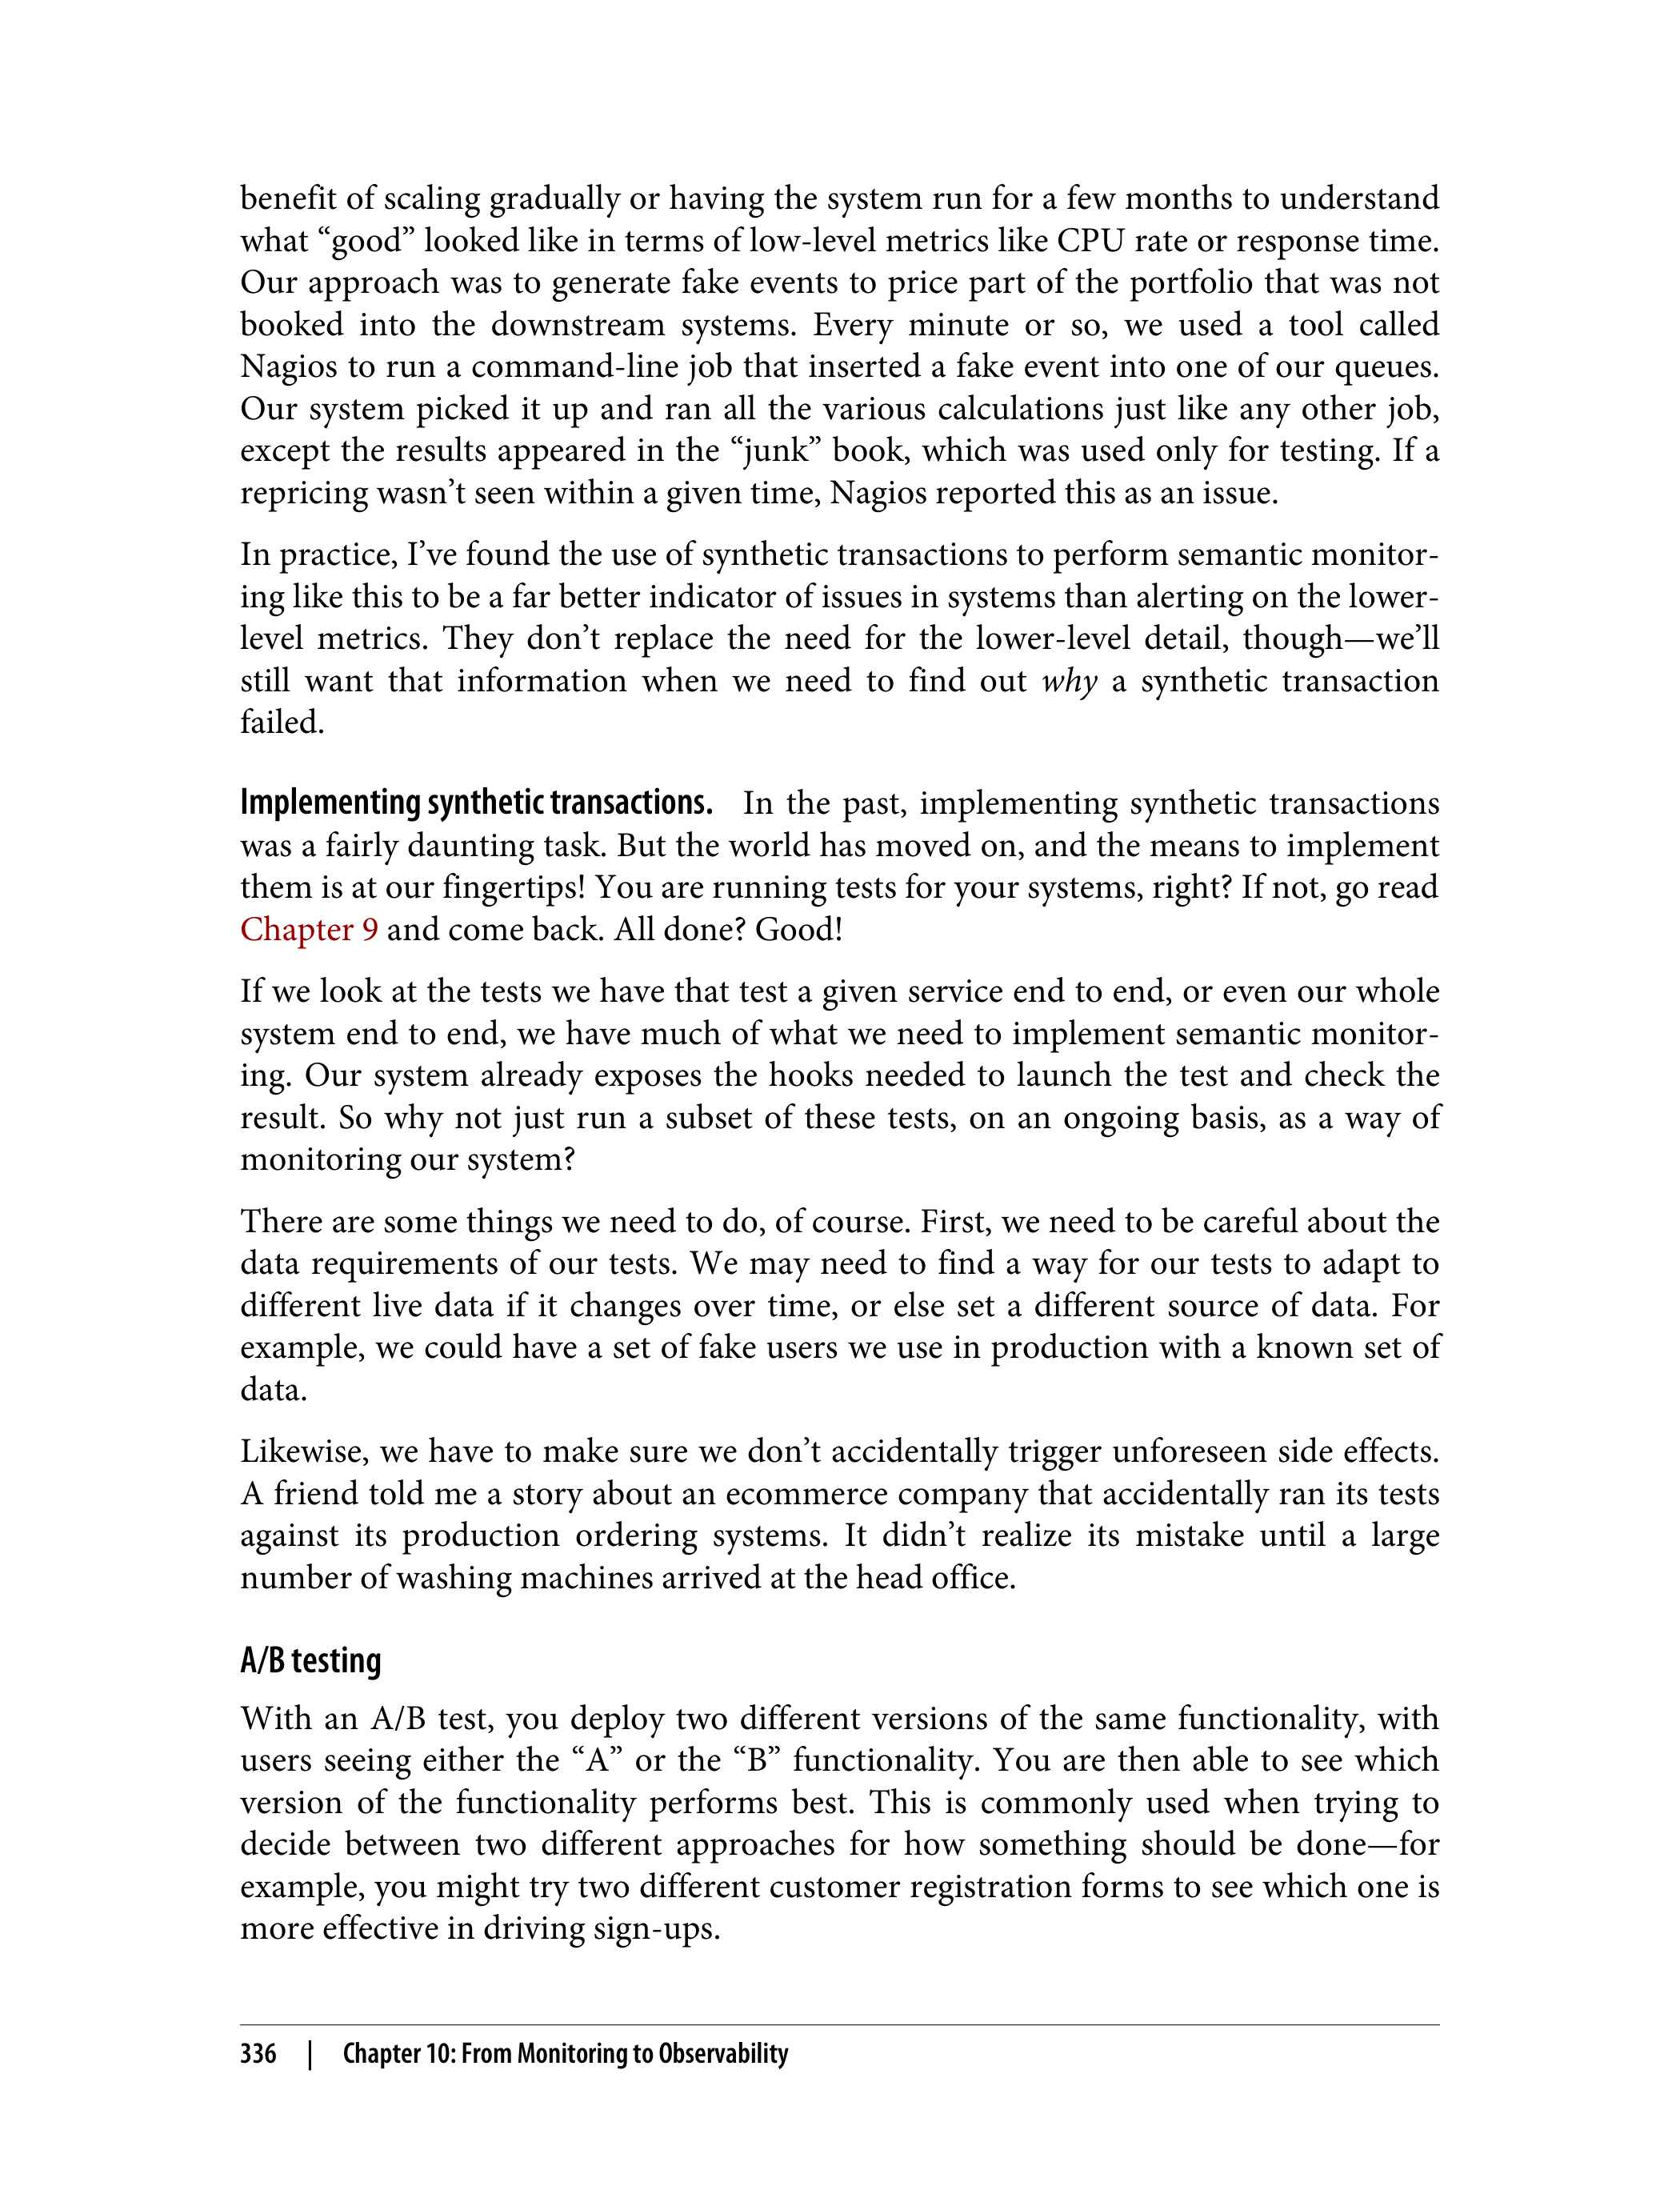 benefit of scaling gradually or having the system run for a few months to understand
what “good” looked like in terms of low-level metrics like CPU rate or response time.
Our approach was to generate fake events to price part of the portfolio that was not
booked into the downstream systems. Every minute or so, we used a tool called
Nagios to run a command-line job that inserted a fake event into one of our queues.
Our system picked it up and ran all the various calculations just like any other job,
except the results appeared in the “junk” book, which was used only for testing. If a
repricing wasn’t seen within a given time, Nagios reported this as an issue.
In practice, I’ve found the use of synthetic transactions to perform semantic monitor-
ing like this to be a far better indicator of issues in systems than alerting on the lower-
level metrics. They don’t replace the need for the lower-level detail, though—we’ll
still want that information when we need to find out why a synthetic transaction
failed.
Implementing synthetic transactions. In the past, implementing synthetic transactions
was a fairly daunting task. But the world has moved on, and the means to implement
them is at our fingertips! You are running tests for your systems, right? If not, go read
Chapter 9 and come back. All done? Good!
If we look at the tests we have that test a given service end to end, or even our whole
system end to end, we have much of what we need to implement semantic monitor-
ing. Our system already exposes the hooks needed to launch the test and check the
result. So why not just run a subset of these tests, on an ongoing basis, as a way of
monitoring our system?
There are some things we need to do, of course. First, we need to be careful about the
data requirements of our tests. We may need to find a way for our tests to adapt to
different live data if it changes over time, or else set a different source of data. For
example, we could have a set of fake users we use in production with a known set of
data.
Likewise, we have to make sure we don’t accidentally trigger unforeseen side effects.
A friend told me a story about an ecommerce company that accidentally ran its tests
against its production ordering systems. It didn’t realize its mistake until a large
number of washing machines arrived at the head office.
A/B testing
With an A/B test, you deploy two different versions of the same functionality, with
users seeing either the “A” or the “B” functionality. You are then able to see which
version of the functionality performs best. This is commonly used when trying to
decide between two different approaches for how something should be done—for
example, you might try two different customer registration forms to see which one is
more effective in driving sign-ups.
336 | Chapter 10: From Monitoring to Observability